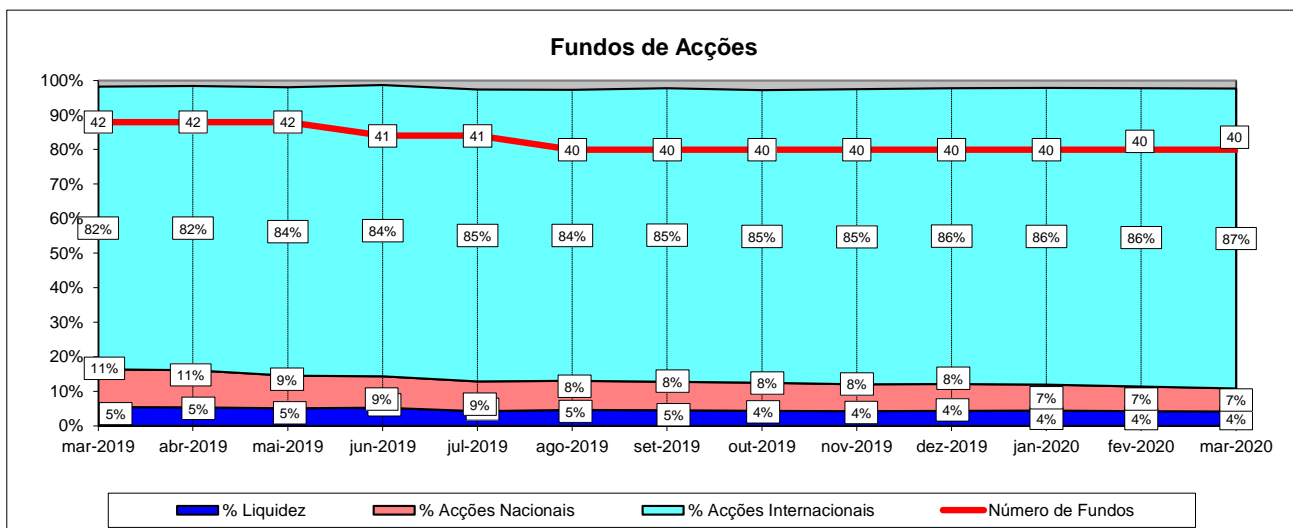 Fundos de Acções
100%
90%
80%
70%
60%
50%
40%
30%
20%
10%
0%
42 42 42 41 41 40 40 40 40 40 40 40 40
82% 82% 84% 84% 85% 84% 85% 85% 85% 86% 86% 86% 87%
11% 11% 9% 9% 9% 8% 8% 8% 8% 8% 7% 7% 7%
5% 5% 5% 5% 5% 4% 4% 4% 4% 4% 4%
mar-2019 abr-2019 mai-2019 jun-2019 jul-2019 ago-2019 set-2019 out-2019 nov-2019 dez-2019 jan-2020 fev-2020 mar-2020
% Liquidez % Acções Nacionais % Acções Internacionais Número de Fundos